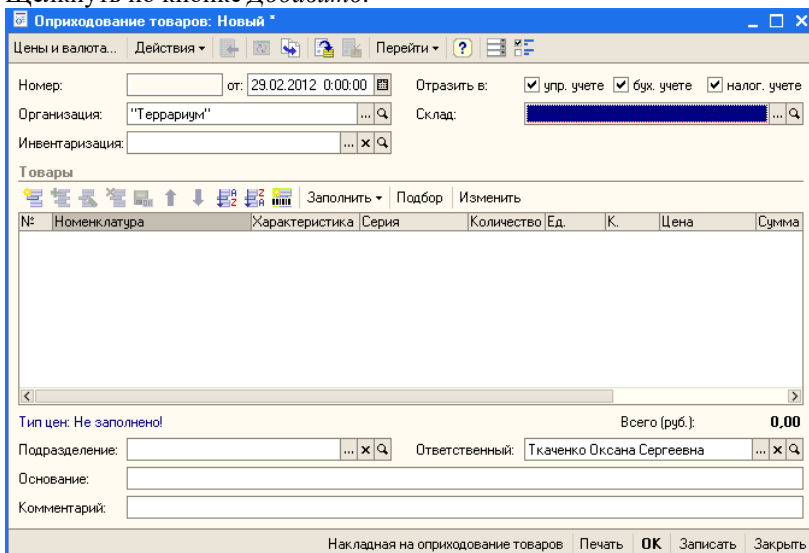 Щелкнуть по кнопке Добавить.
Оприходование товаров: Новый *
Цены и валюта... Действия Перейти
Номер: от: 29.02.2012 0:00:00 Отразить в: упр. учете бух. учете налог. учете
Организация: "Террариум" ... Склад: ...
Инвентаризация: ... x
Товары
Заполнить Подбор Изменить
№ Номенклатура Характеристика Серия Количество Ед. К. Цена Сумма
Тип цен: Не заполнено! Всего (руб.): 0,00
Подразделение: ... x Ответственный: Ткаченко Оксана Сергеевна ... x
Основание:
Комментарий:
Накладная на оприходование товаров Печать OK Записать Закрыть